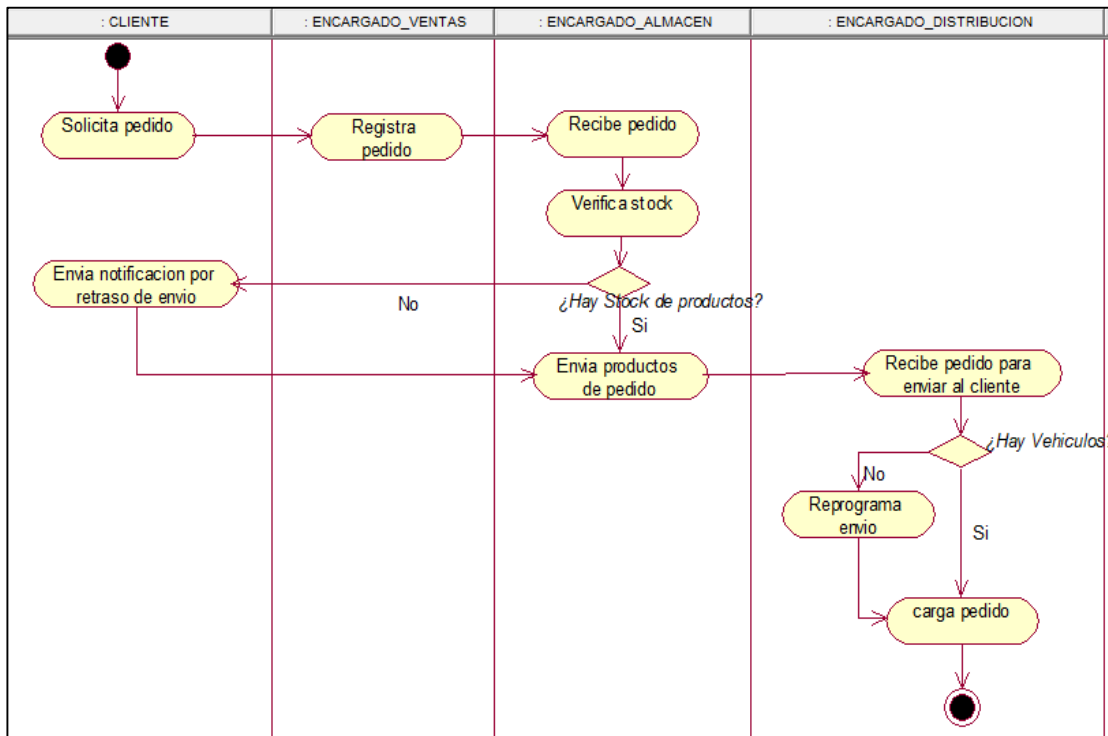 : CLIENTE
: ENCARGADO_VENTAS
: ENCARGADO_ALMACEN
: ENCARGADO_DISTRIBUCION
Solicita pedido
Registra
pedido
Recibe pedido
Verifica stock
Envia notificacion por
retraso de envio
No
¿Hay Stock de productos?
Si
Envia productos
de pedido
Recibe pedido para
enviar al cliente
¿Hay Vehiculos?
No
Reprograma
envio
Si
carga pedido